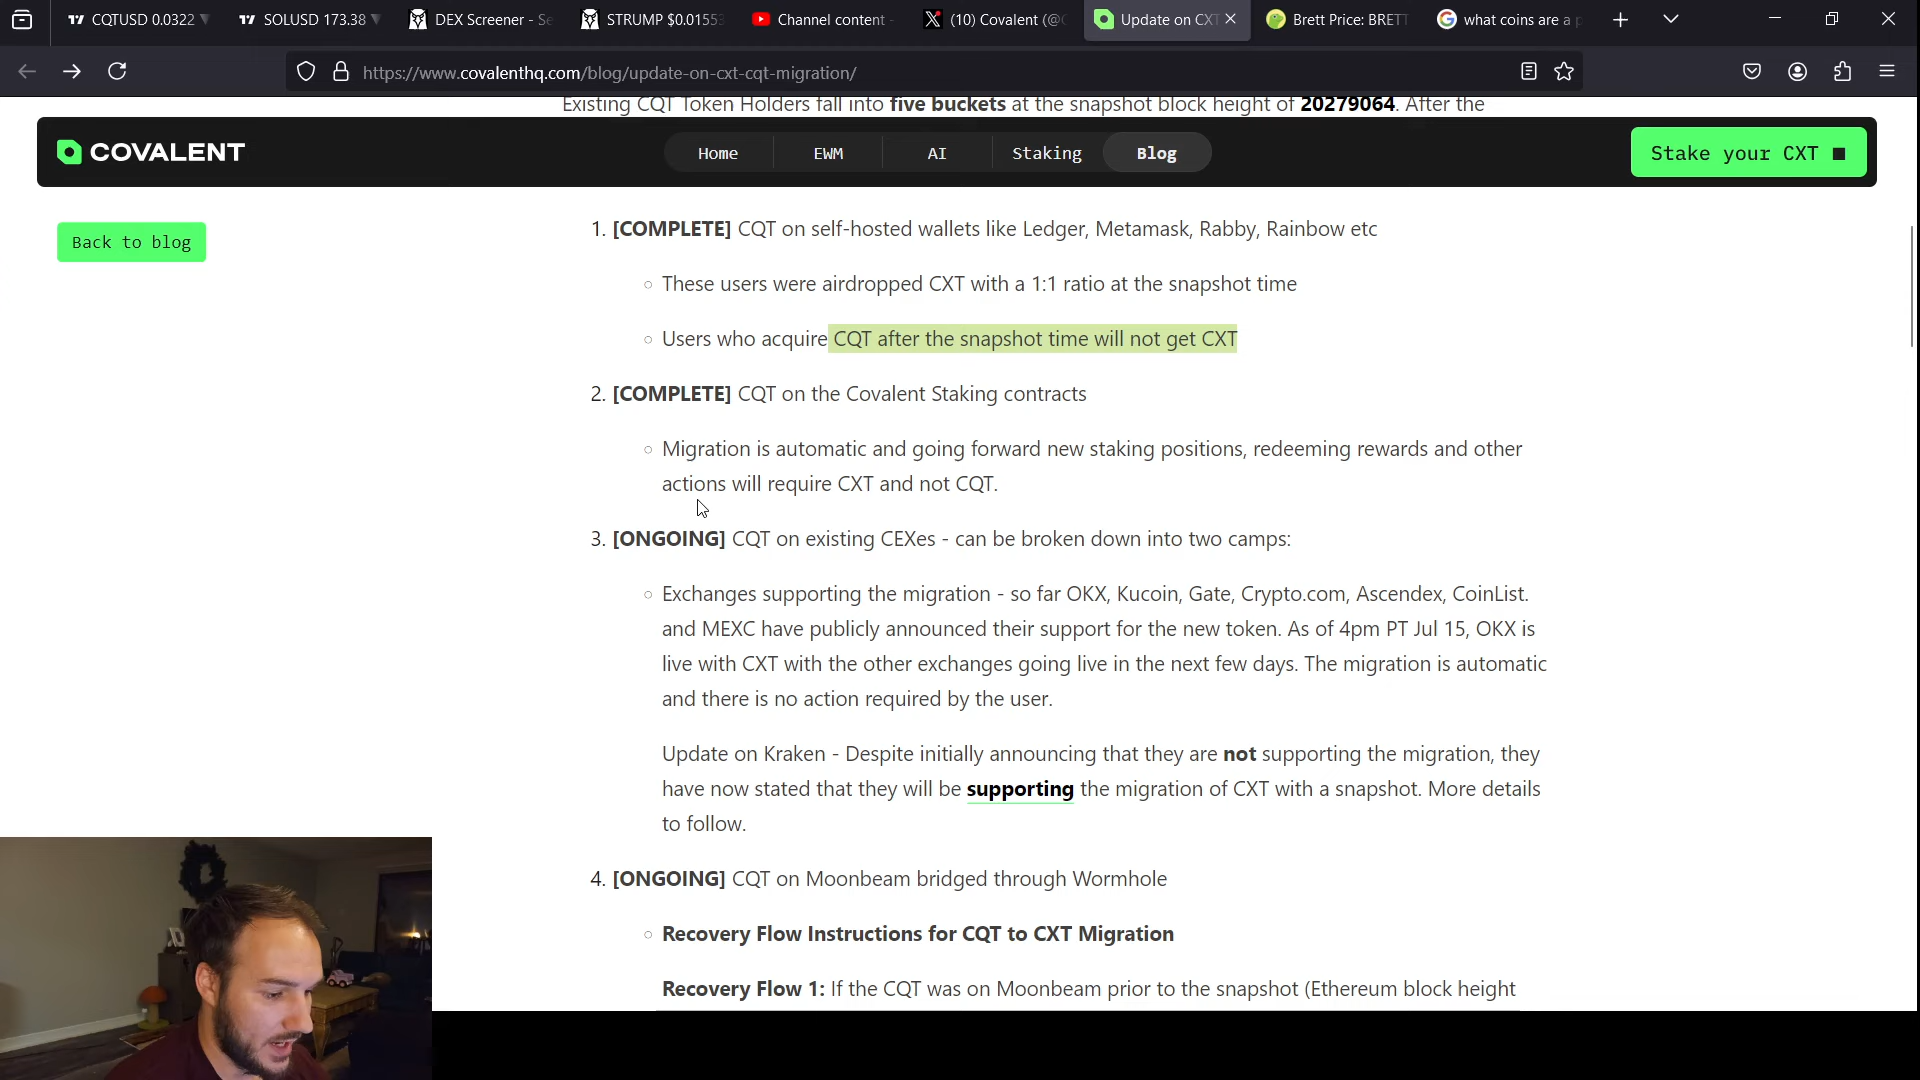 CQTUSD 0.0322
SOLUSD 173.38
DEX Screener - Se
STRUMP $0.0155
Channel content -
(10) Covalent (@C
Update on CXT
Brett Price: BRETT
what coins are a p
https://www.covalenthq.com/blog/update-on-cxt-cqt-migration/
Existing CQT Token Holders fall into five buckets at the snapshot block height of 20279064. After the
COVALENT
Home
EWM
AI
Staking
Blog
Stake your CXT
Back to blog
1. [COMPLETE] CQT on self-hosted wallets like Ledger, Metamask, Rabby, Rainbow etc
These users were airdropped CXT with a 1:1 ratio at the snapshot time
Users who acquire CQT after the snapshot time will not get CXT
2. [COMPLETE] CQT on the Covalent Staking contracts
Migration is automatic and going forward new staking positions, redeeming rewards and other
actions will require CXT and not CQT.
3. [ONGOING] CQT on existing CEXes - can be broken down into two camps:
Exchanges supporting the migration - so far OKX, Kucoin, Gate, Crypto.com, Ascendex, CoinList.
and MEXC have publicly announced their support for the new token. As of 4pm PT Jul 15, OKX is
live with CXT with the other exchanges going live in the next few days. The migration is automatic
and there is no action required by the user.
Update on Kraken - Despite initially announcing that they are not supporting the migration, they
have now stated that they will be supporting the migration of CXT with a snapshot. More details
to follow.
4. [ONGOING] CQT on Moonbeam bridged through Wormhole
Recovery Flow Instructions for CQT to CXT Migration
Recovery Flow 1: If the CQT was on Moonbeam prior to the snapshot (Ethereum block height